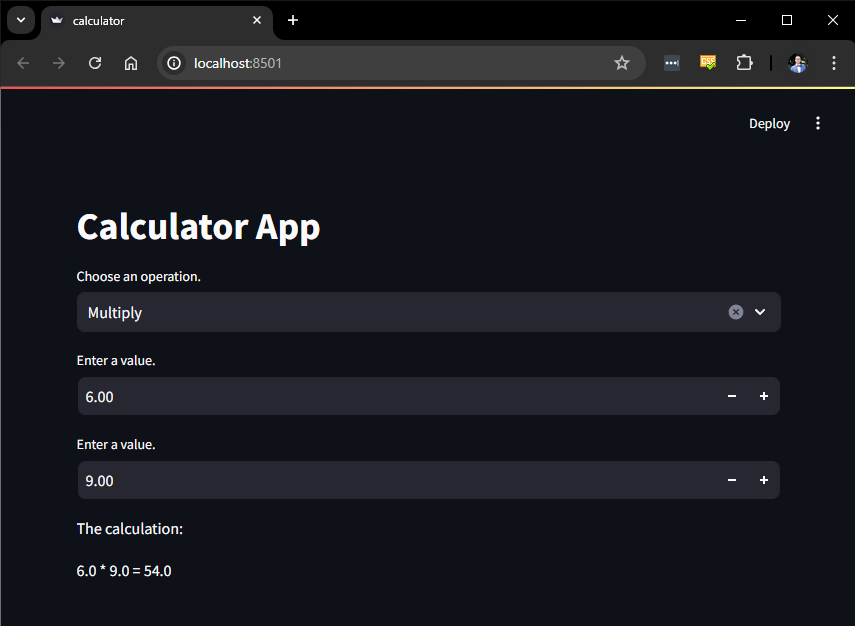 calculator
localhost:8501
Deploy
Calculator App
Choose an operation.
Multiply
Enter a value.
6.00
Enter a value.
9.00
The calculation:
6.0 * 9.0 = 54.0